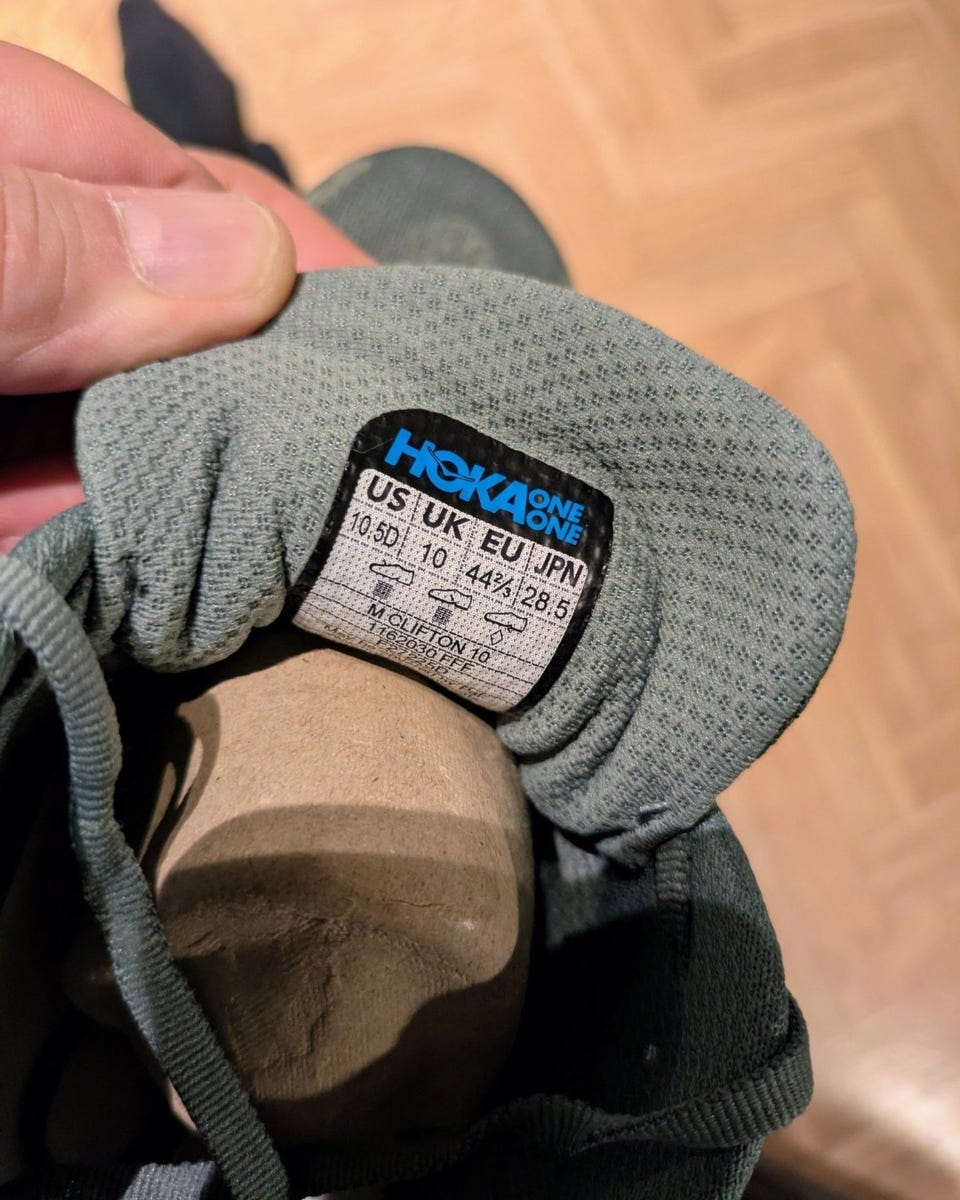 HOKA ONE ONE
US UK EU JPN
10.5D 10 44⅔ 28.5
M CLIFTON 10
1162030 FFF